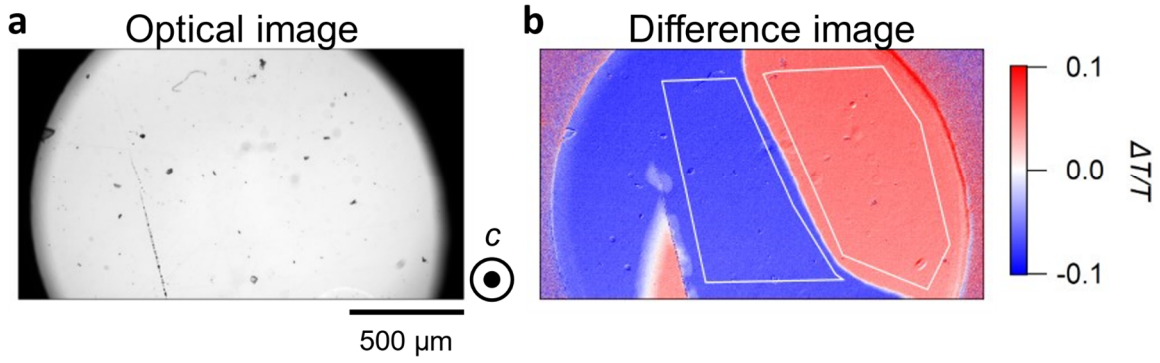 a
Optical image
b
Difference image
0.1
0.0
-0.1
ΔT/T
c
500 µm